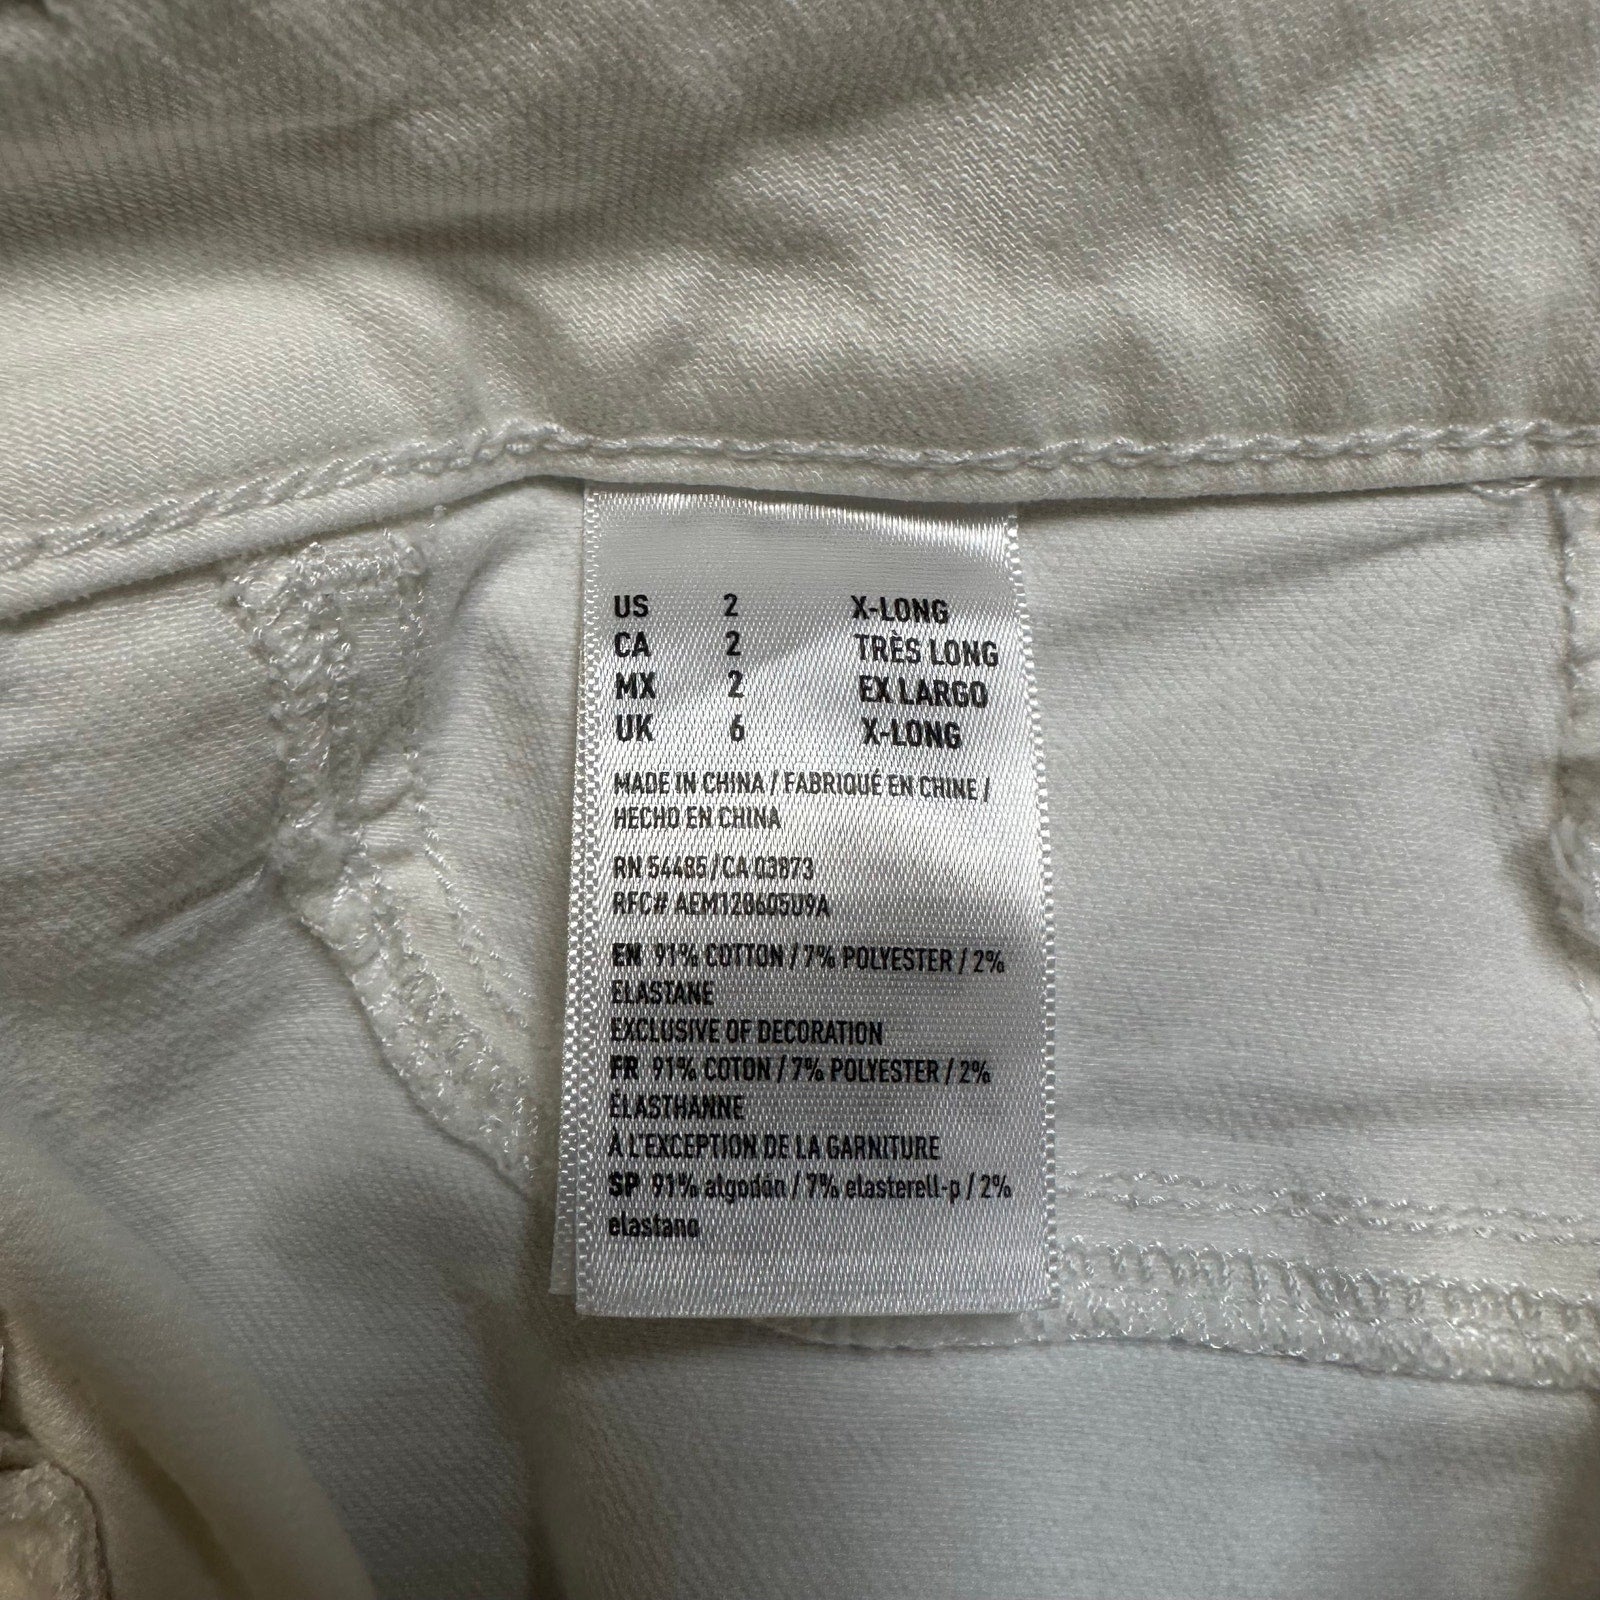 US 2 X-LONG
CA 2 TRÈS LONG
MX 2 EX LARGO
UK 6 X-LONG
MADE IN CHINA / FABRIQUÉ EN CHINE /
HECHO EN CHINA
RN 54485 / CA 03873
RFC# AEM120605U9A
EN 91% COTTON / 7% POLYESTER / 2%
ELASTANE
EXCLUSIVE OF DECORATION
FR 91% COTON / 7% POLYESTER / 2%
ÉLASTHANNE
À L'EXCEPTION DE LA GARNITURE
SP 91% algodón / 7% elasterell-p / 2%
elastano